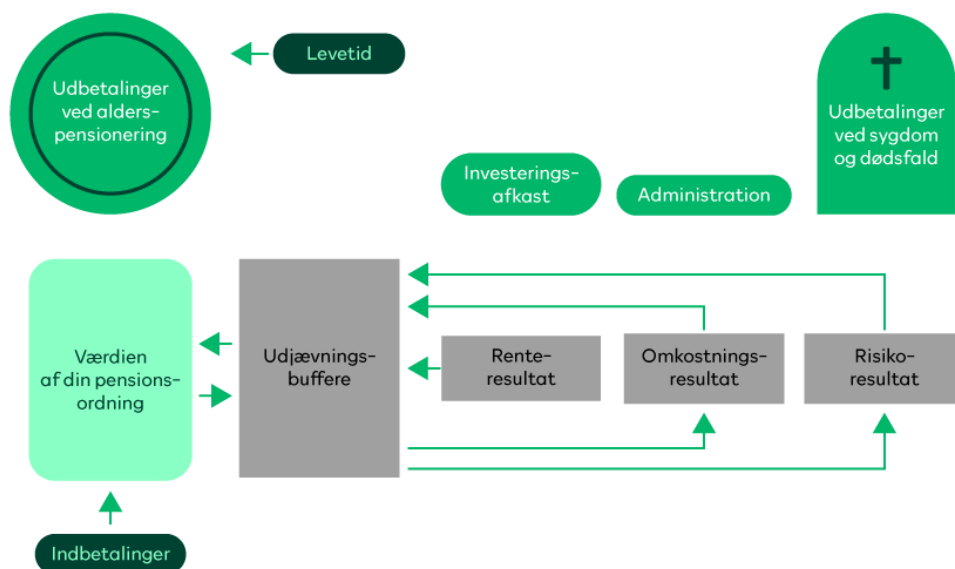 Udbetalinger
ved alders-
pensionering
Levetid
Investerings-
afkast
Administration
Udbetalinger
ved sygdom
og dødsfald
Værdien
af din pensions-
ordning
Udjævnings-
buffere
Rente-
resultat
Omkostnings-
resultat
Risiko-
resultat
Indbetalinger